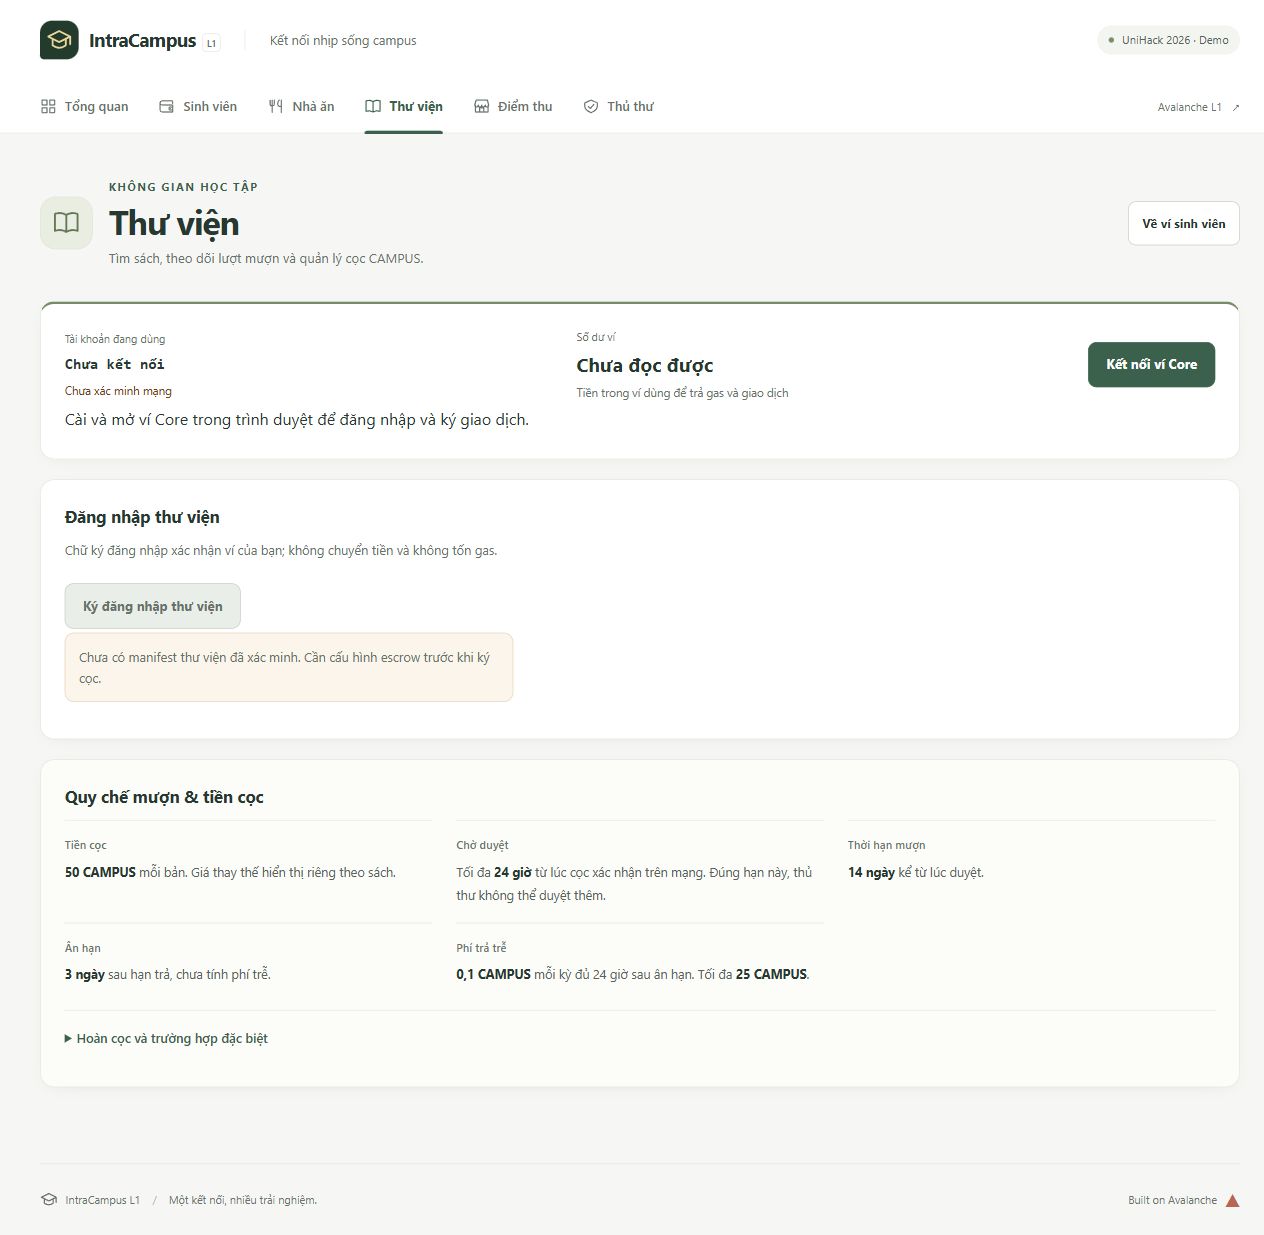 IntraCampus L1
Kết nối nhịp sống campus
UniHack 2026 · Demo
Tổng quan
Sinh viên
Nhà ăn
Thư viện
Điểm thu
Thủ thư
Avalanche L1 ↗
KHÔNG GIAN HỌC TẬP
Thư viện
Tìm sách, theo dõi lượt mượn và quản lý cọc CAMPUS.
Về ví sinh viên
Tài khoản đang dùng
Chưa kết nối
Chưa xác minh mạng
Cài và mở ví Core trong trình duyệt để đăng nhập và ký giao dịch.
Số dư ví
Chưa đọc được
Tiền trong ví dùng để trả gas và giao dịch
Kết nối ví Core
Đăng nhập thư viện
Chữ ký đăng nhập xác nhận ví của bạn; không chuyển tiền và không tốn gas.
Ký đăng nhập thư viện
Chưa có manifest thư viện đã xác minh. Cần cấu hình escrow trước khi ký
cọc.
Quy chế mượn & tiền cọc
Tiền cọc
50 CAMPUS mỗi bản. Giá thay thế hiển thị riêng theo sách.
Chờ duyệt
Tối đa 24 giờ từ lúc cọc xác nhận trên mạng. Đúng hạn này, thủ
thư không thể duyệt thêm.
Thời hạn mượn
14 ngày kể từ lúc duyệt.
Ân hạn
3 ngày sau hạn trả, chưa tính phí trễ.
Phí trả trễ
0,1 CAMPUS mỗi kỳ đủ 24 giờ sau ân hạn. Tối đa 25 CAMPUS.
Hoàn cọc và trường hợp đặc biệt
IntraCampus L1 / Một kết nối, nhiều trải nghiệm.
Built on Avalanche